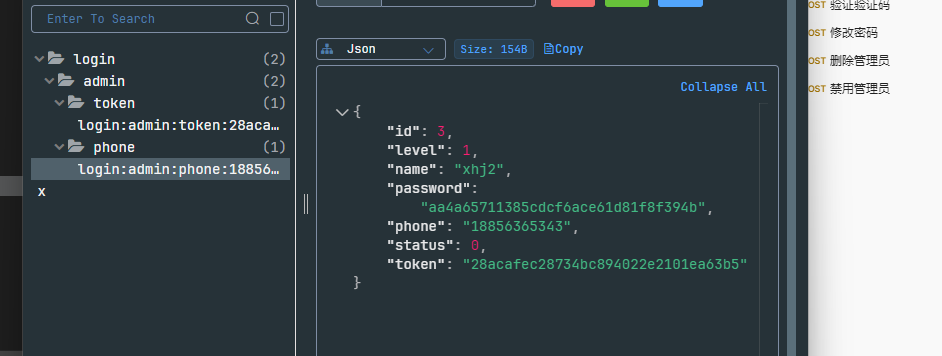 Enter To Search
login (2)
admin (2)
token (1)
login:admin:token:28aca…
phone (1)
login:admin:phone:18856…
x
Json
Size: 154B
Copy
Collapse All
{
"id": 3,
"level": 1,
"name": "xhj2",
"password":
"aa4a65711385cdcf6ace61d81f8f394b",
"phone": "18856365343",
"status": 0,
"token": "28acafec28734bc894022e2101ea63b5"
}
OST 验证验证码
OST 修改密码
OST 删除管理员
OST 禁用管理员